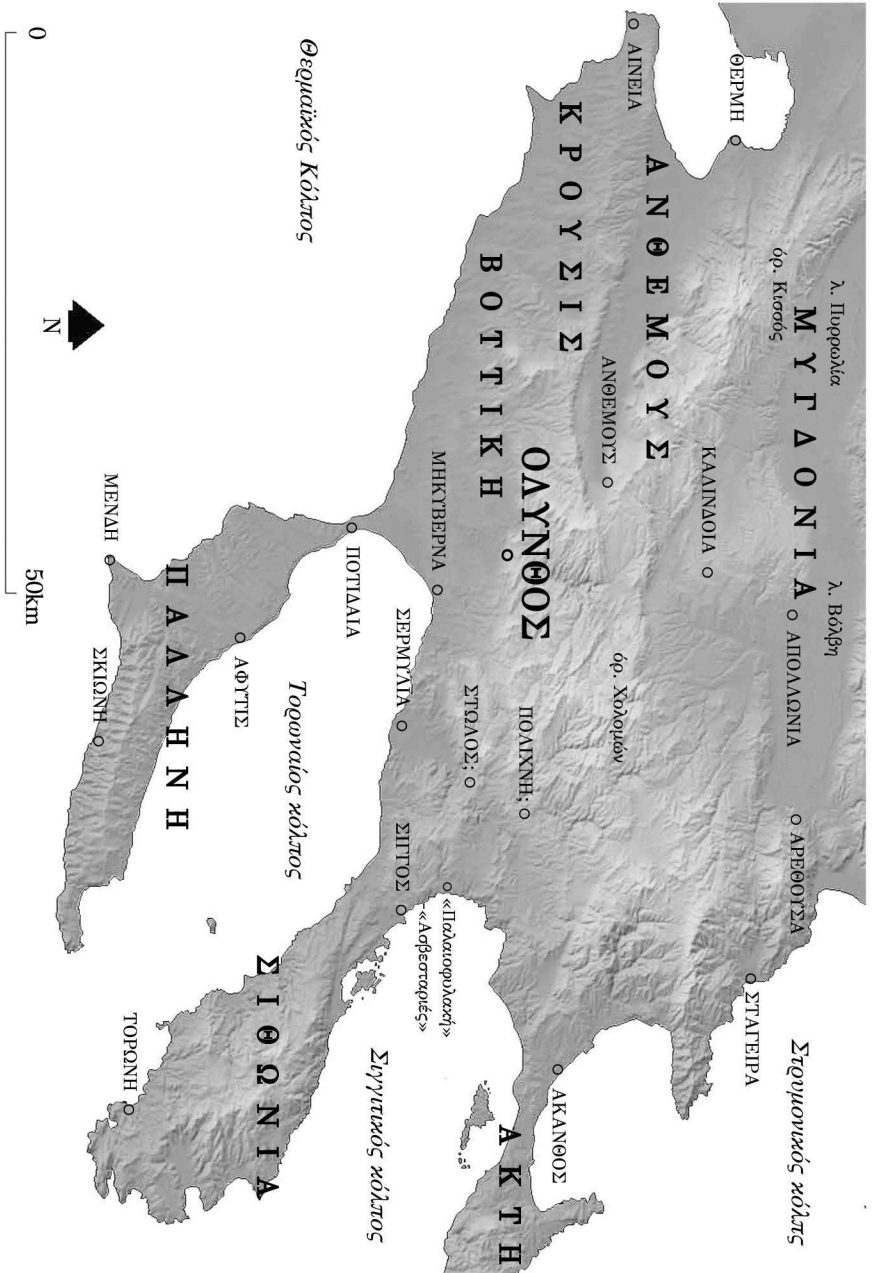 λ. Πυρρωλία
λ. Βόλβη
ΜΥΓΔΟΝΙΑ
όρ. Κισσός
ΑΠΟΛΛΩΝΙΑ
ΑΡΕΘΟΥΣΑ
Στρυμονικός κόλπς
ΘΕΡΜΗ
ΚΑΛΙΝΔΟΙΑ
ΣΤΑΓΕΙΡΑ
ΑΙΝΕΙΑ
ΑΝΘΕΜΟΥΣ
ΑΝΘΕΜΟΥΣ
όρ. Χολομών
ΚΡΟΥΣΙΣ
ΑΚΑΝΘΟΣ
ΟΛΥΝΘΟΣ
ΠΟΛΙΧΝΗ;
ΑΚΤΗ
ΒΟΤΤΙΚΗ
ΣΤΩΛΟΣ;
ΜΗΚΥΒΕΡΝΑ
«Παλαιοφυλακή»
-«Ασβεσταριές»
ΣΕΡΜΥΛΙΑ
ΣΙΓΓΟΣ
Σιγγιτικός κόλπος
ΠΟΤΙΔΑΙΑ
Θερμαϊκός Κόλπος
Τορωναίος κόλπος
ΣΙΘΩΝΙΑ
ΑΦΥΤΙΣ
ΠΑΛΛΗΝΗ
ΤΟΡΩΝΗ
ΜΕΝΔΗ
ΣΚΙΩΝΗ
N
0
50km